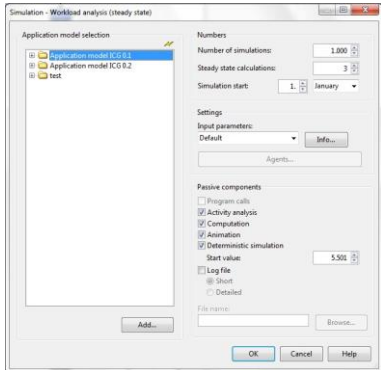 Simulation - Workload analysis (steady state)
Application model selection
Application model ICG 0.1
Application model ICG 0.2
test
Add...
Numbers
Number of simulations: 1.000
Steady state calculations: 3
Simulation start: 1. January
Settings
Input parameters:
Default Info...
Agents...
Passive components
Program calls
Activity analysis
Computation
Animation
Deterministic simulation
Start value: 5.501
Log file
Short
Detailed
File name:
Browse...
OK Cancel Help